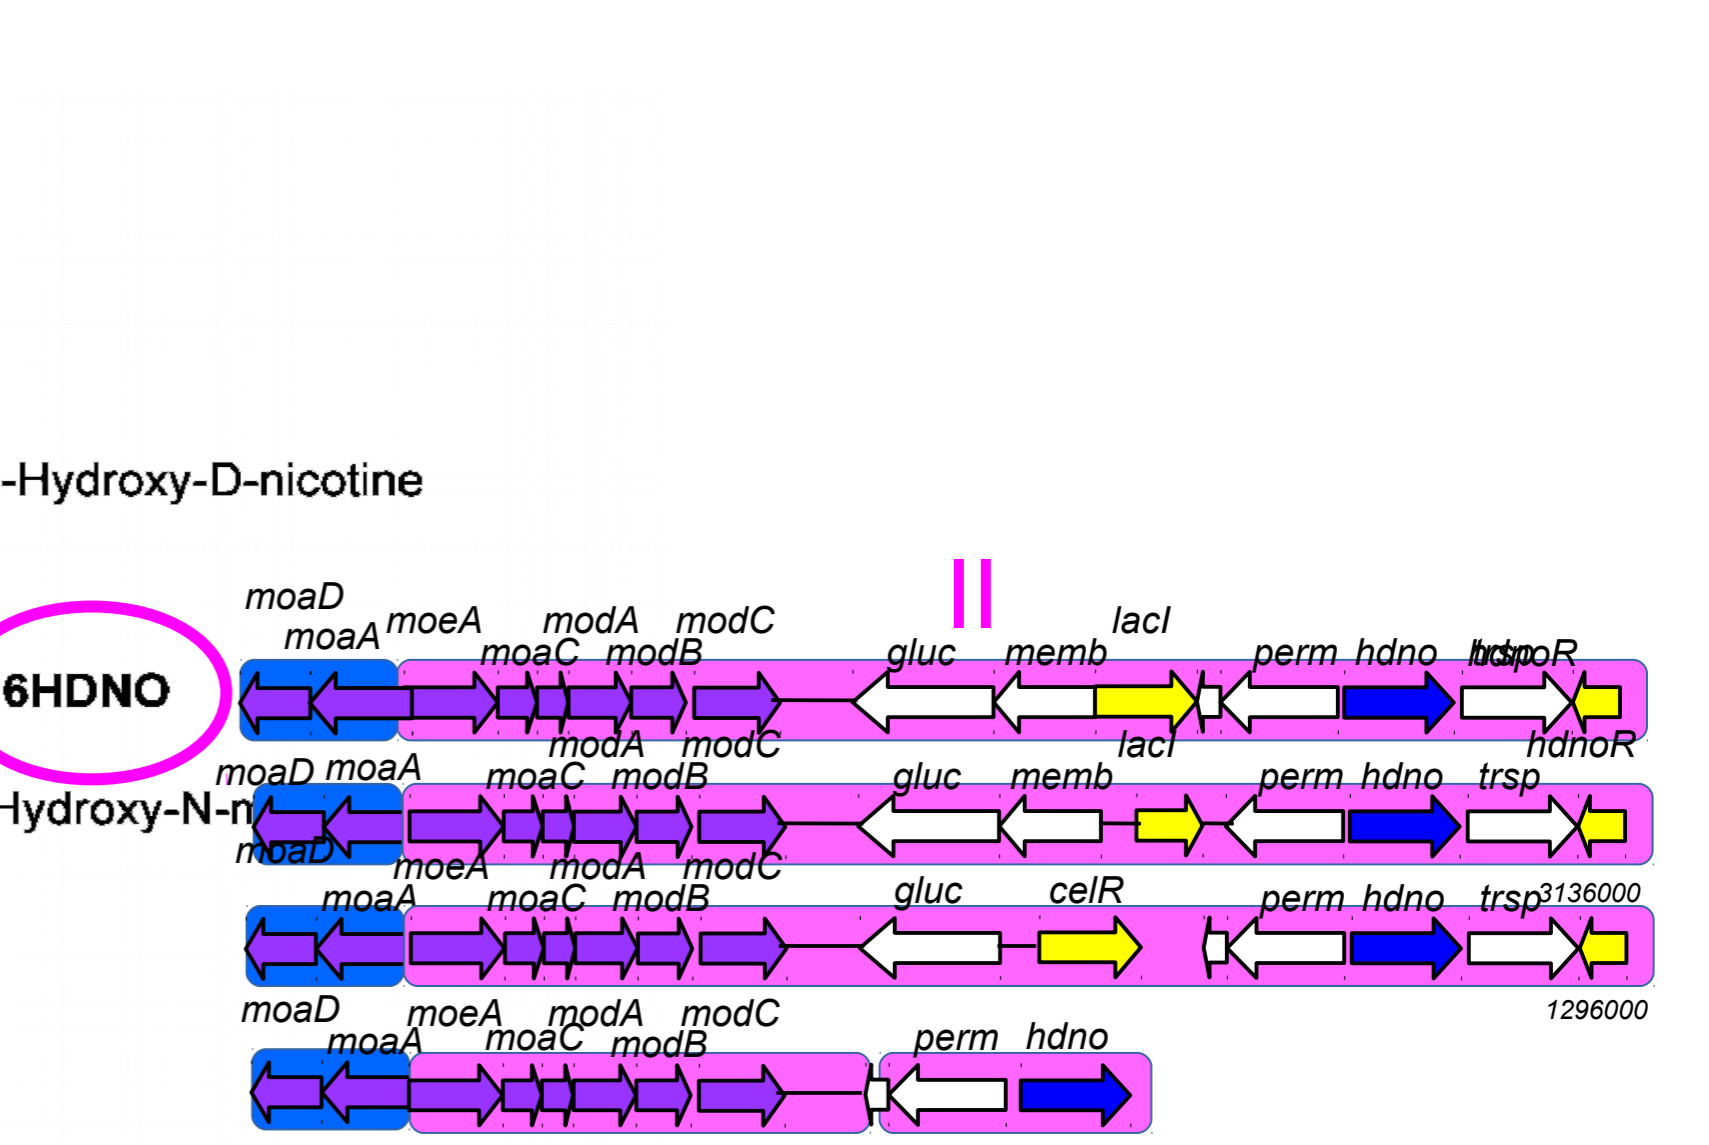 -Hydroxy-D-nicotine
II
moaD
moeA modA modC lacI
moaA
moaC modB gluc memb perm hdno trsp hdnoR
6HDNO
modA modC lacI hdnoR
moaD moaA moaC modB gluc memb perm hdno trsp
Hydroxy-N-m
moaD
moeA modA modC
gluc celR 3136000
moaA moaC modB perm hdno trsp
moaD moeA modA modC 1296000
moaA moaC modB perm hdno